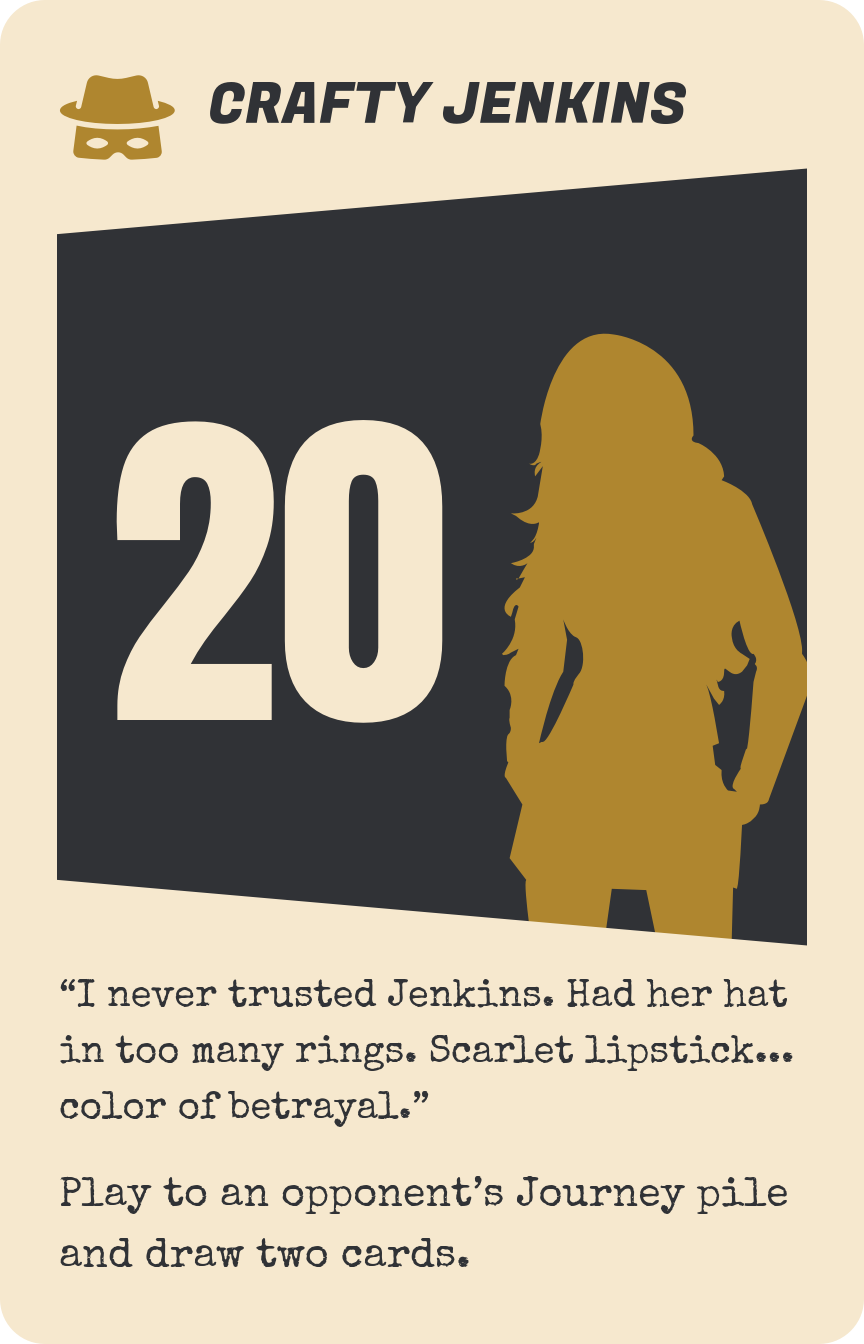 CRAFTY JENKINS
20
“I never trusted Jenkins. Had her hat
in too many rings. Scarlet lipstick...
color of betrayal.”
Play to an opponent’s Journey pile
and draw two cards.